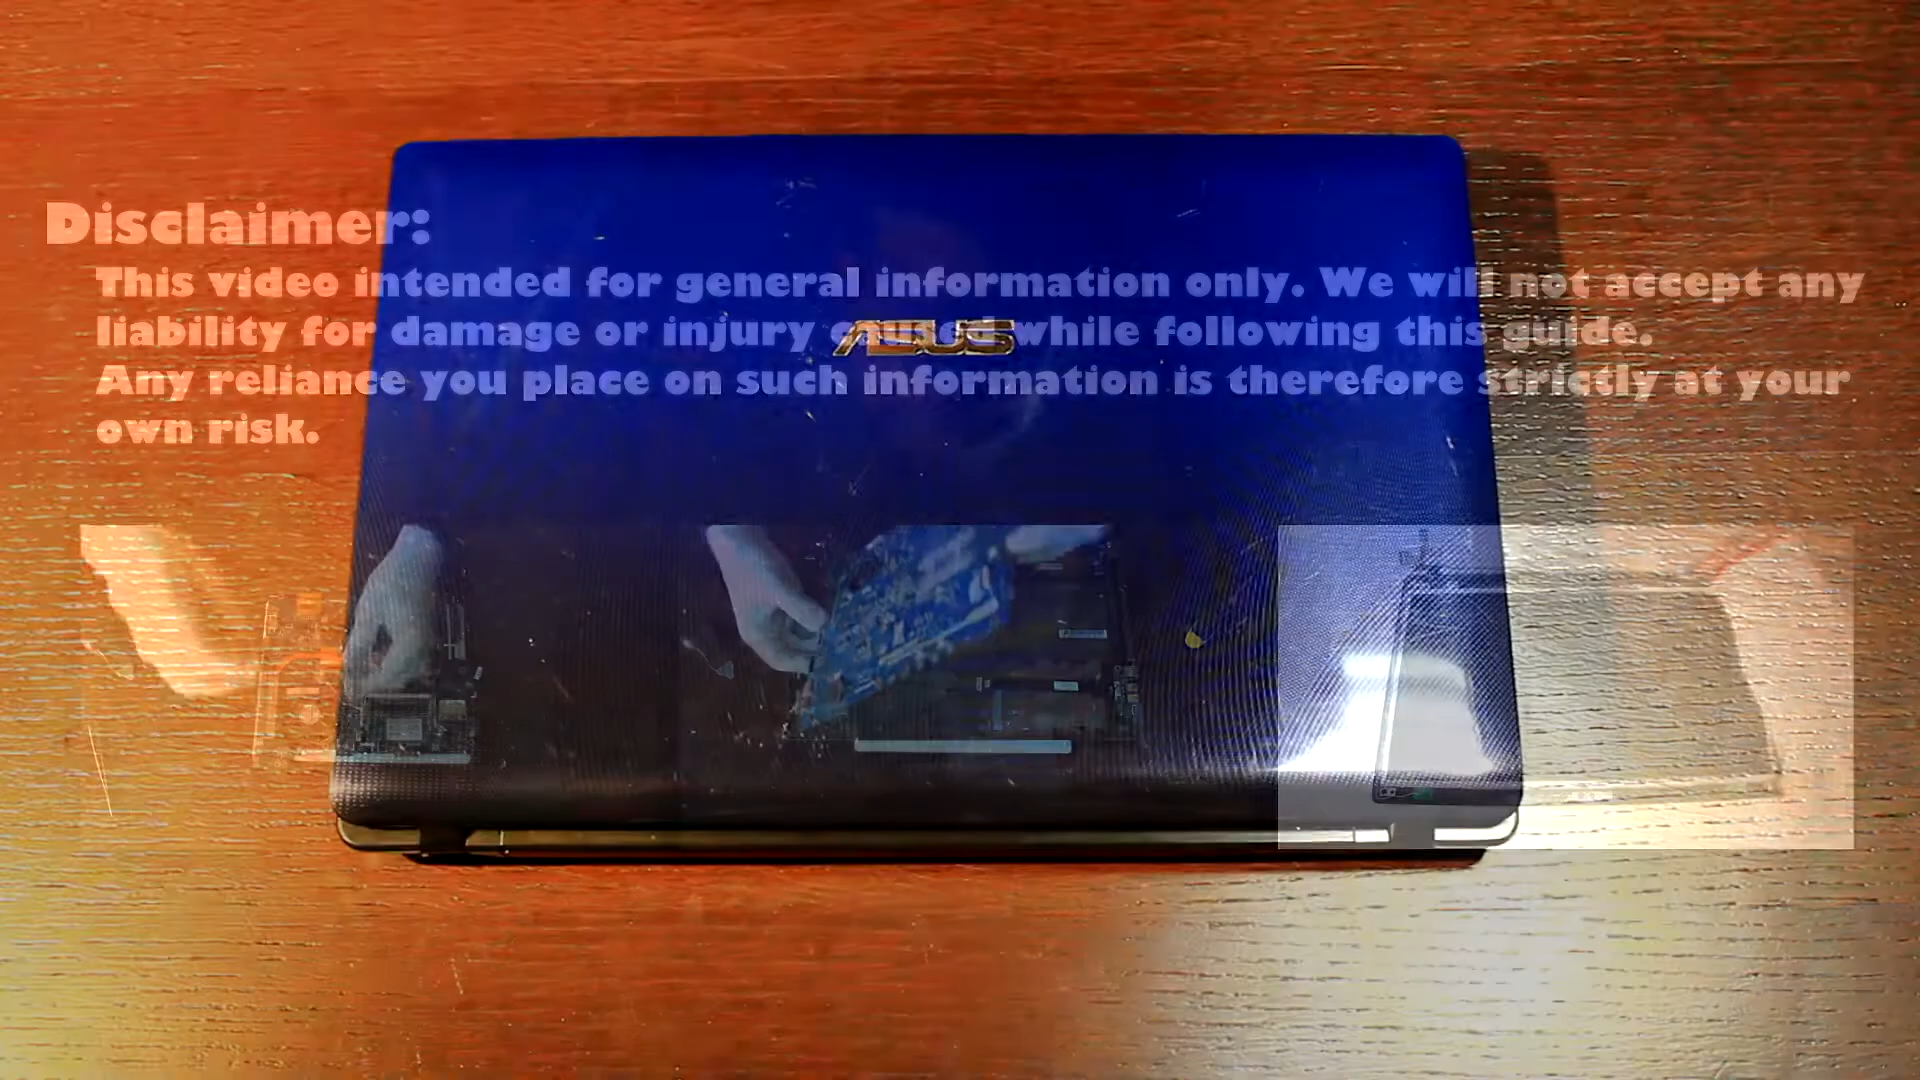 Disclaimer:
This video intended for general information only. We will not accept any
liability for damage or injury caused while following this guide.
ASUS
Any reliance you place on such information is therefore strictly at your
own risk.